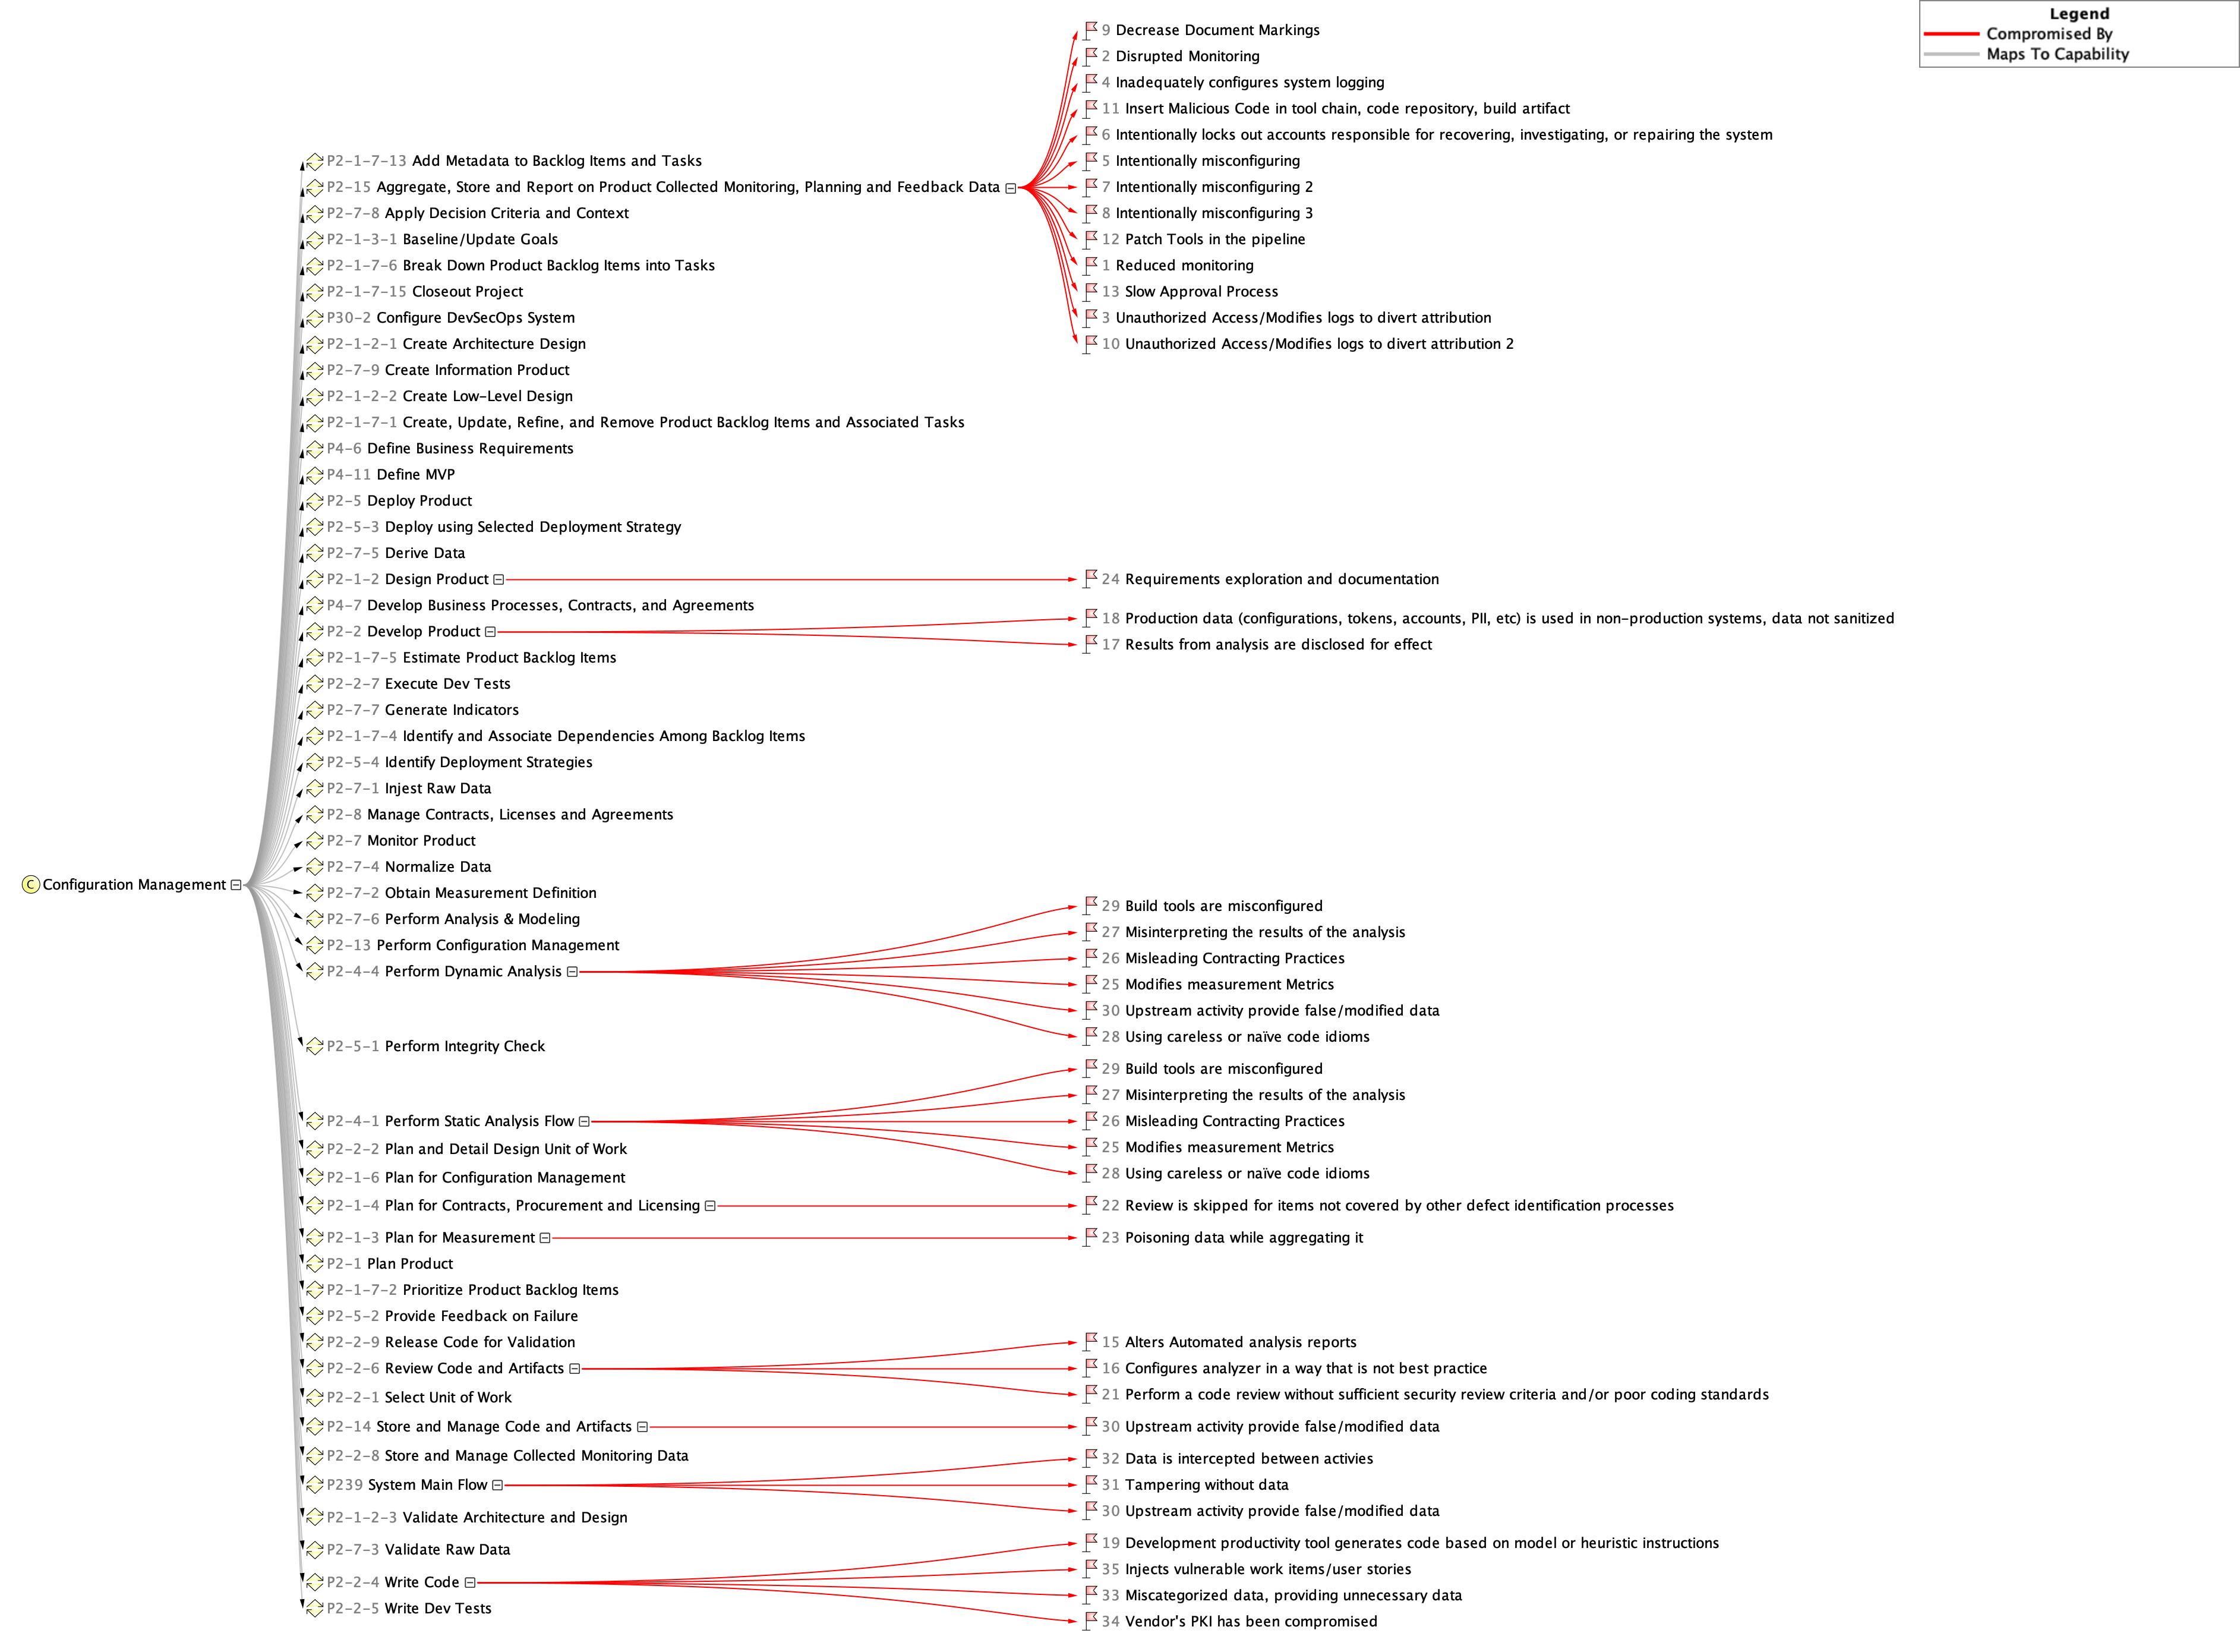 Legend
Compromised By
Maps To Capability
C Configuration Management
P2-1-7-13 Add Metadata to Backlog Items and Tasks
P2-15 Aggregate, Store and Report on Product Collected Monitoring, Planning and Feedback Data
9 Decrease Document Markings
2 Disrupted Monitoring
4 Inadequately configures system logging
11 Insert Malicious Code in tool chain, code repository, build artifact
6 Intentionally locks out accounts responsible for recovering, investigating, or repairing the system
5 Intentionally misconfiguring
7 Intentionally misconfiguring 2
8 Intentionally misconfiguring 3
12 Patch Tools in the pipeline
1 Reduced monitoring
13 Slow Approval Process
3 Unauthorized Access/Modifies logs to divert attribution
10 Unauthorized Access/Modifies logs to divert attribution 2
P2-7-8 Apply Decision Criteria and Context
P2-1-3-1 Baseline/Update Goals
P2-1-7-6 Break Down Product Backlog Items into Tasks
P2-1-7-15 Closeout Project
P30-2 Configure DevSecOps System
P2-1-2-1 Create Architecture Design
P2-7-9 Create Information Product
P2-1-2-2 Create Low-Level Design
P2-1-7-1 Create, Update, Refine, and Remove Product Backlog Items and Associated Tasks
P4-6 Define Business Requirements
P4-11 Define MVP
P2-5 Deploy Product
P2-5-3 Deploy using Selected Deployment Strategy
P2-7-5 Derive Data
P2-1-2 Design Product
24 Requirements exploration and documentation
P4-7 Develop Business Processes, Contracts, and Agreements
P2-2 Develop Product
18 Production data (configurations, tokens, accounts, PII, etc) is used in non-production systems, data not sanitized
17 Results from analysis are disclosed for effect
P2-1-7-5 Estimate Product Backlog Items
P2-2-7 Execute Dev Tests
P2-7-7 Generate Indicators
P2-1-7-4 Identify and Associate Dependencies Among Backlog Items
P2-5-4 Identify Deployment Strategies
P2-7-1 Injest Raw Data
P2-8 Manage Contracts, Licenses and Agreements
P2-7 Monitor Product
P2-7-4 Normalize Data
P2-7-2 Obtain Measurement Definition
P2-7-6 Perform Analysis & Modeling
P2-13 Perform Configuration Management
P2-4-4 Perform Dynamic Analysis
29 Build tools are misconfigured
27 Misinterpreting the results of the analysis
26 Misleading Contracting Practices
25 Modifies measurement Metrics
30 Upstream activity provide false/modified data
28 Using careless or naïve code idioms
P2-5-1 Perform Integrity Check
P2-4-1 Perform Static Analysis Flow
29 Build tools are misconfigured
27 Misinterpreting the results of the analysis
26 Misleading Contracting Practices
25 Modifies measurement Metrics
28 Using careless or naïve code idioms
P2-2-2 Plan and Detail Design Unit of Work
P2-1-6 Plan for Configuration Management
P2-1-4 Plan for Contracts, Procurement and Licensing
22 Review is skipped for items not covered by other defect identification processes
P2-1-3 Plan for Measurement
23 Poisoning data while aggregating it
P2-1 Plan Product
P2-1-7-2 Prioritize Product Backlog Items
P2-5-2 Provide Feedback on Failure
P2-2-9 Release Code for Validation
P2-2-6 Review Code and Artifacts
15 Alters Automated analysis reports
16 Configures analyzer in a way that is not best practice
21 Perform a code review without sufficient security review criteria and/or poor coding standards
P2-2-1 Select Unit of Work
P2-14 Store and Manage Code and Artifacts
30 Upstream activity provide false/modified data
P2-2-8 Store and Manage Collected Monitoring Data
P239 System Main Flow
32 Data is intercepted between activies
31 Tampering without data
30 Upstream activity provide false/modified data
P2-1-2-3 Validate Architecture and Design
P2-7-3 Validate Raw Data
P2-2-4 Write Code
19 Development productivity tool generates code based on model or heuristic instructions
35 Injects vulnerable work items/user stories
33 Miscategorized data, providing unnecessary data
34 Vendor's PKI has been compromised
P2-2-5 Write Dev Tests